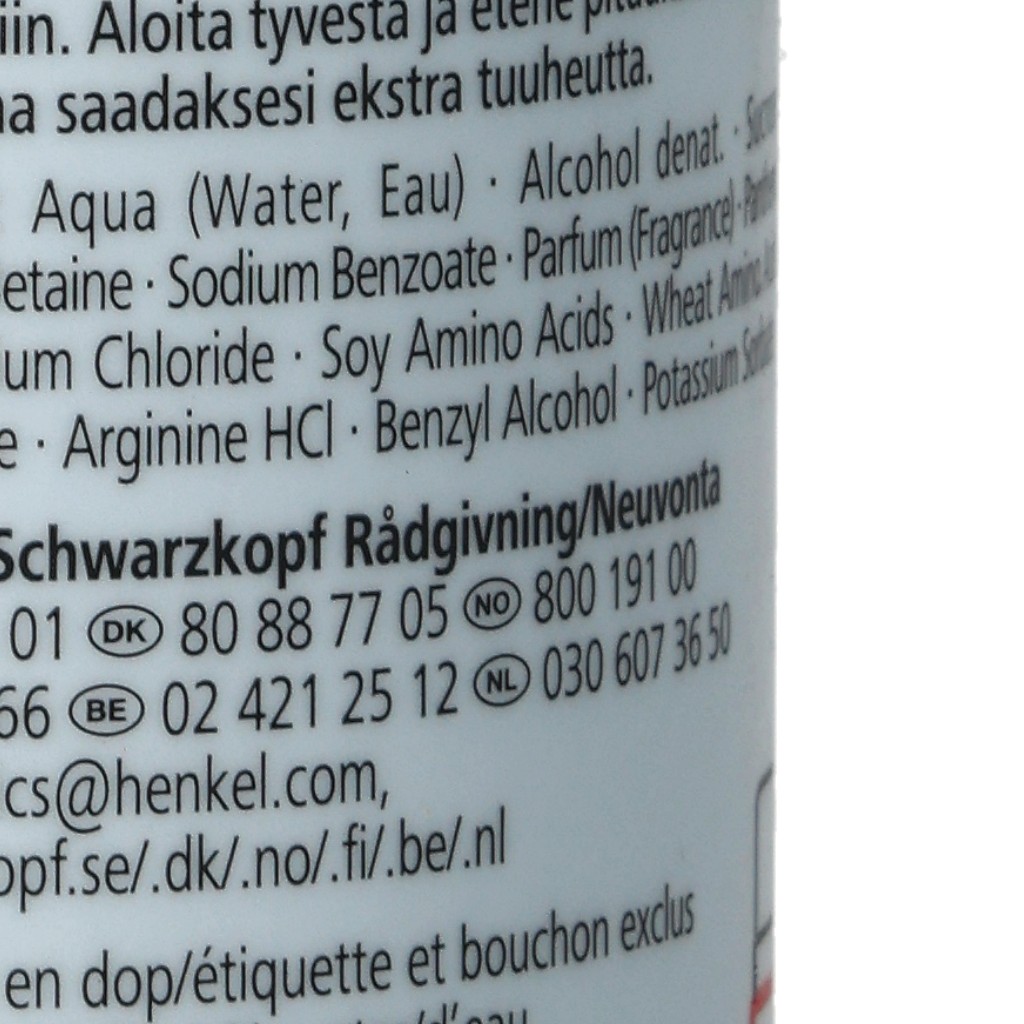 iin. Aloita tyvestä ja etene
saadaksesi ekstra tuuheutta.
Aqua (Water, Eau) · Alcohol denat. ·
etaine · Sodium Benzoate · Parfum (Fragrance) ·
ium Chloride · Soy Amino Acids · Wheat Amino
e · Arginine HCl · Benzyl Alcohol · Potassium
Schwarzkopf Rådgivning/Neuvonta
01 DK 80 88 77 05 NO 800 191 00
66 BE 02 421 25 12 NL 030 607 36 50
cs@henkel.com,
opf.se/.dk/.no/.fi/.be/.nl
en dop/étiquette et bouchon exclus